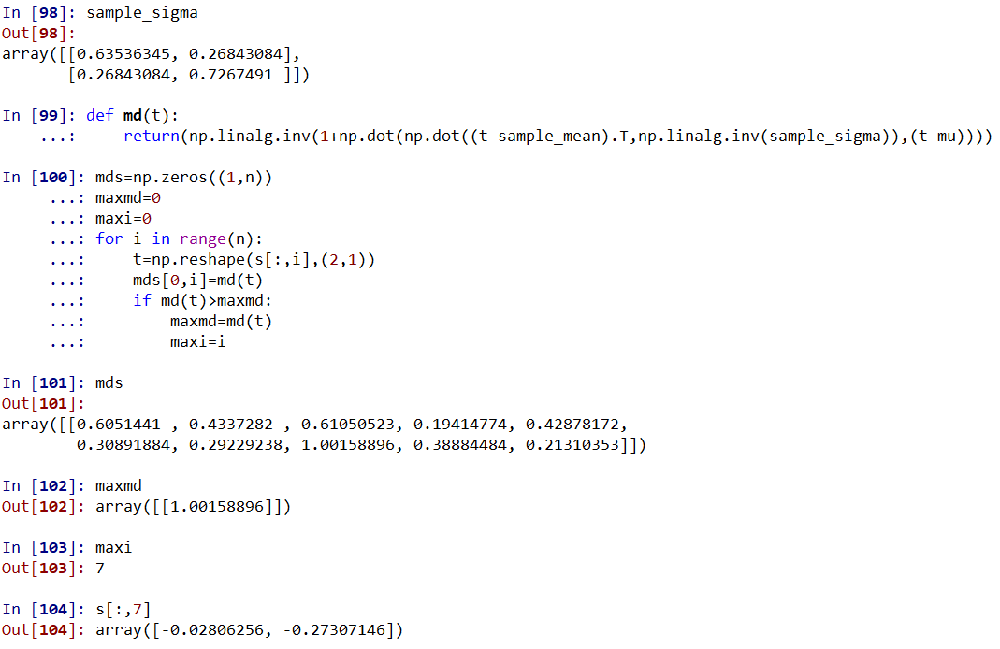 In [98]: sample_sigma
Out[98]:
array([[0.63536345, 0.26843084],
       [0.26843084, 0.7267491 ]])
In [99]: def md(t):
    ...:     return(np.linalg.inv(1+np.dot(np.dot((t-sample_mean).T,np.linalg.inv(sample_sigma)),(t-mu))))
In [100]: mds=np.zeros((1,n))
     ...: maxmd=0
     ...: maxi=0
     ...: for i in range(n):
     ...:     t=np.reshape(s[:,i],(2,1))
     ...:     mds[0,i]=md(t)
     ...:     if md(t)>maxmd:
     ...:         maxmd=md(t)
     ...:         maxi=i
In [101]: mds
Out[101]:
array([[0.6051441 , 0.4337282 , 0.61050523, 0.19414774, 0.42878172,
        0.30891884, 0.29229238, 1.00158896, 0.38884484, 0.21310353]])
In [102]: maxmd
Out[102]: array([[1.00158896]])
In [103]: maxi
Out[103]: 7
In [104]: s[:,7]
Out[104]: array([-0.02806256, -0.27307146])